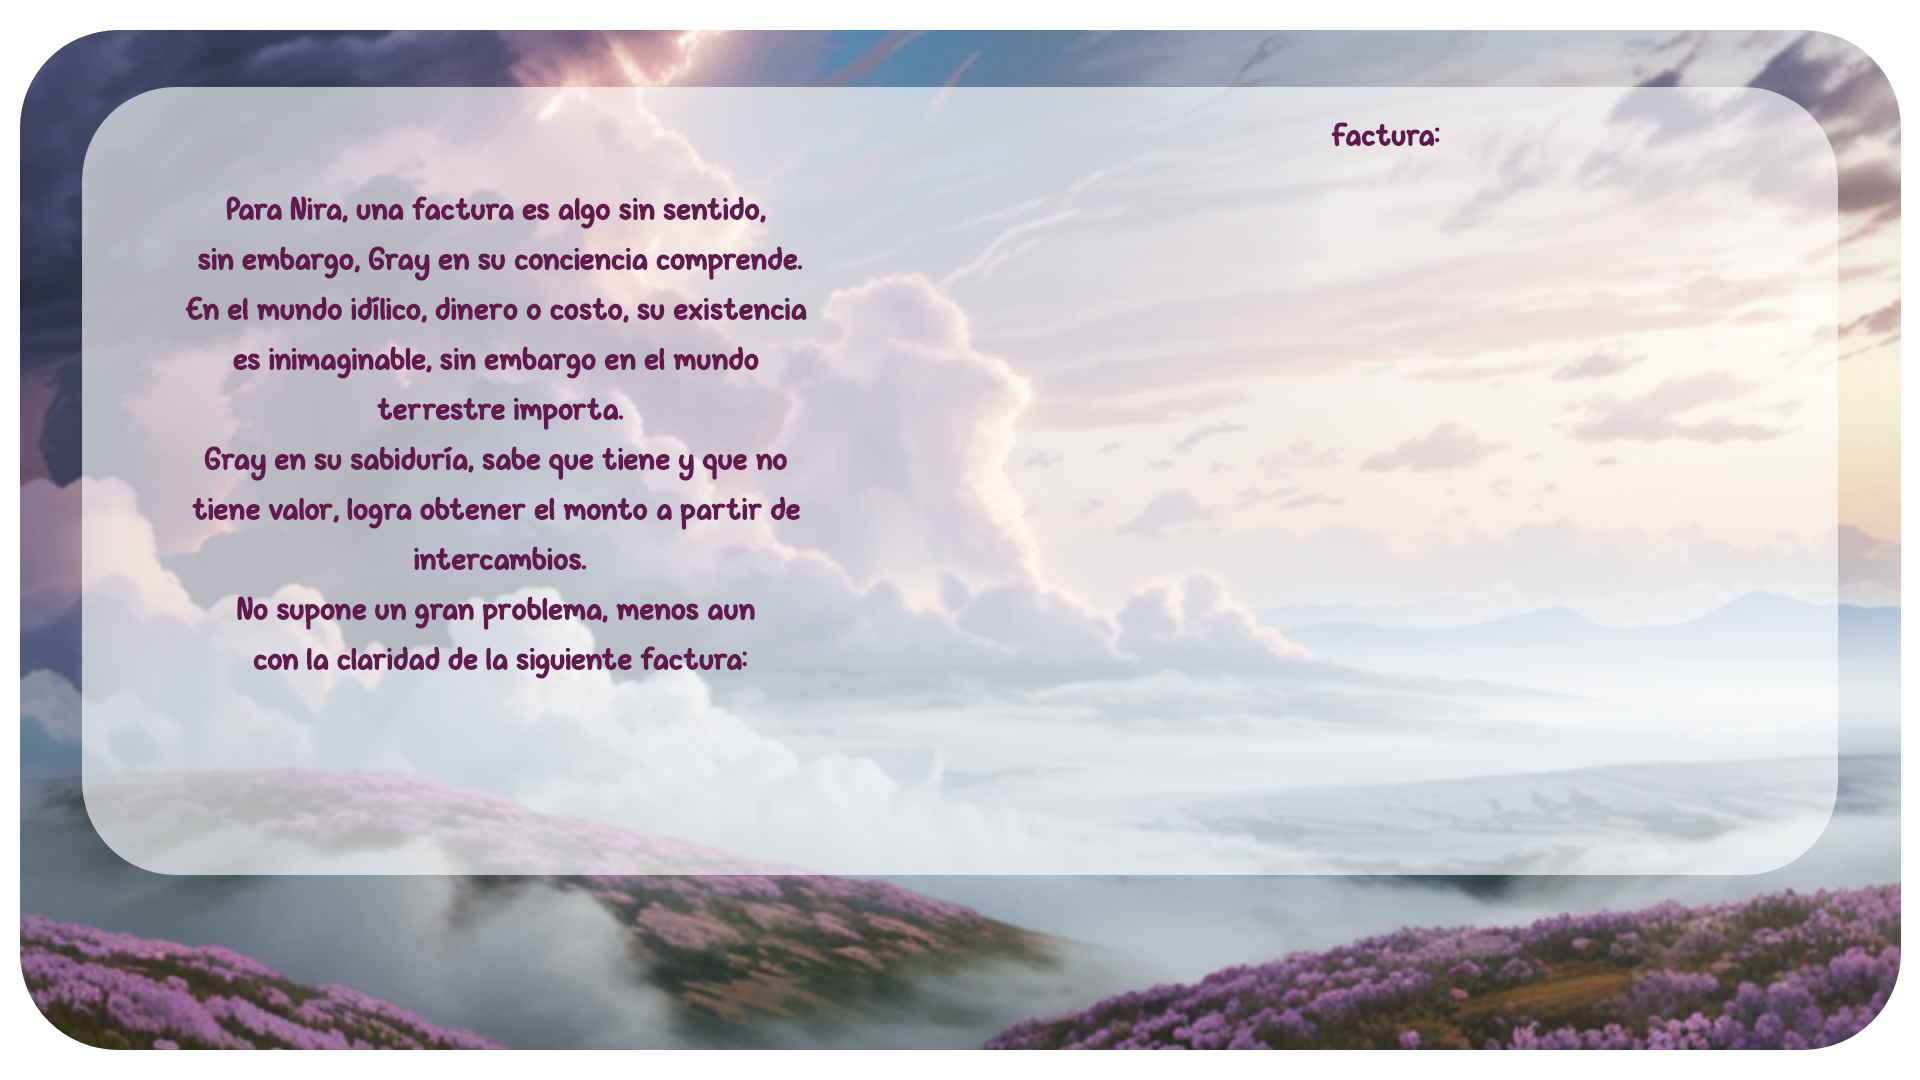 Factura:
Para Nira, una factura es algo sin sentido,
sin embargo, Gray en su conciencia comprende.
En el mundo idílico, dinero o costo, su existencia
es inimaginable, sin embargo en el mundo
terrestre importa.
Gray en su sabiduría, sabe que tiene y que no
tiene valor, logra obtener el monto a partir de
intercambios.
No supone un gran problema, menos aun
con la claridad de la siguiente factura: